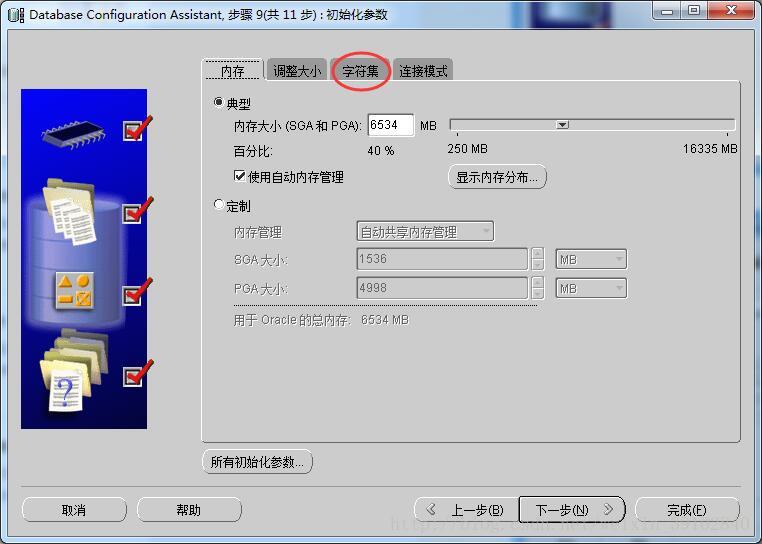 Database Configuration Assistant, 步骤 9(共 11 步) : 初始化参数
内存 调整大小 字符集 连接模式
典型
内存大小 (SGA 和 PGA): 6534 MB
百分比: 40 % 250 MB 16335 MB
使用自动内存管理 显示内存分布...
定制
内存管理 自动共享内存管理
SGA 大小: 1536 MB
PGA 大小: 4998 MB
用于 Oracle 的总内存: 6534 MB
所有初始化参数...
取消 帮助 上一步(B) 下一步(N) 完成(F)